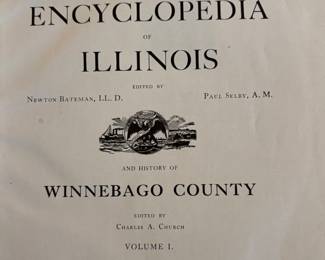 ENCYCLOPEDIA
OF
ILLINOIS
EDITED BY
NEWTON BATEMAN, LL. D. PAUL SELBY, A. M.
AND HISTORY OF
WINNEBAGO COUNTY
EDITED BY
CHARLES A. CHURCH
VOLUME I.